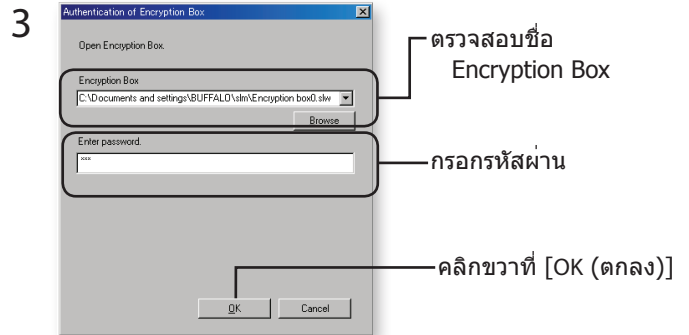 3
Authentication of Encryption Box
Open Encryption Box.
Encryption Box
C:\Documents and settings\BUFFALO\slm\Encryption box0.slw
Browse
Enter password.
***
OK
Cancel
ตรวจสอบชื่อ
Encryption Box
กรอกรหัสผ่าน
คลิกขวาที่ [OK (ตกลง)]